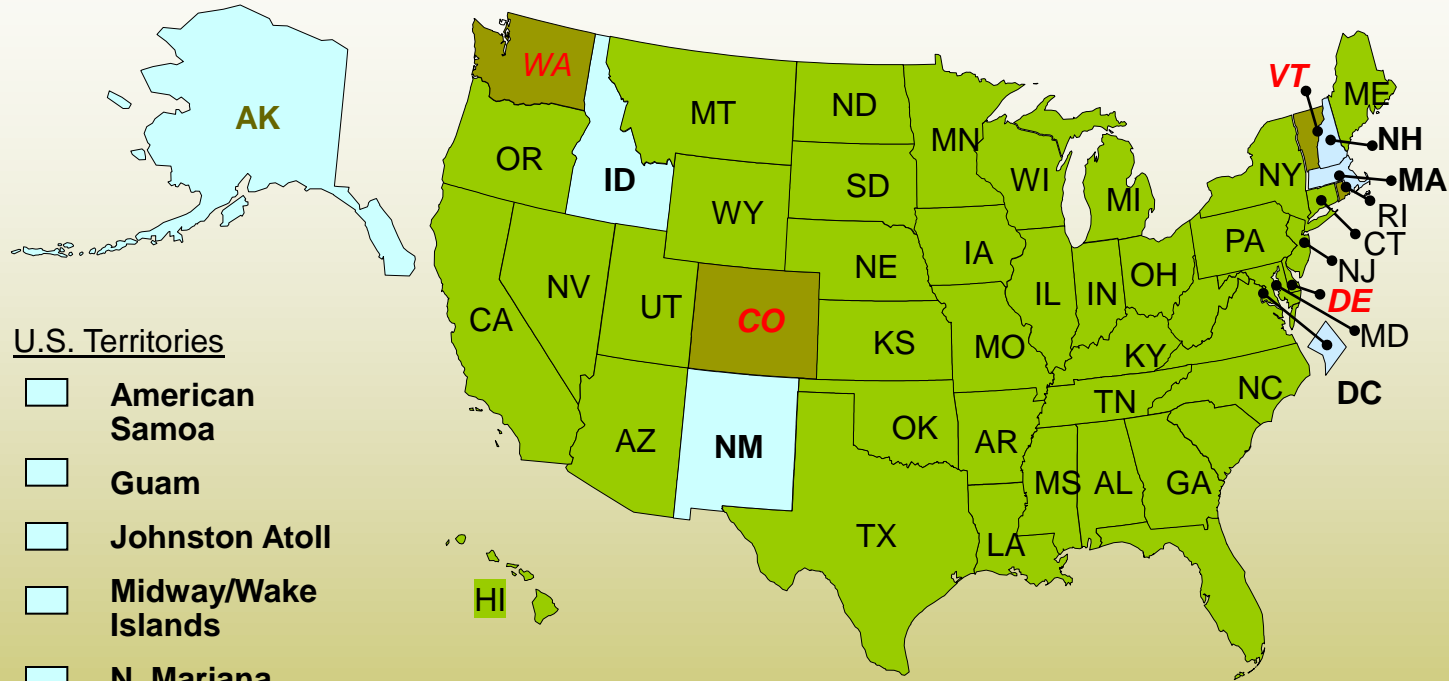 WA
VT
ME
AK
MT
ND
MN
NH
OR
ID
SD
WI
NY
MA
MI
RI
WY
PA
CT
IA
NE
OH
NJ
NV
UT
IL
IN
DE
CA
CO
KS
MO
KY
MD
U.S. Territories
NC
DC
American
Samoa
TN
OK
AZ
NM
AR
MS
AL
GA
Guam
TX
LA
Johnston Atoll
Midway/Wake
Islands
HI
N. Mariana